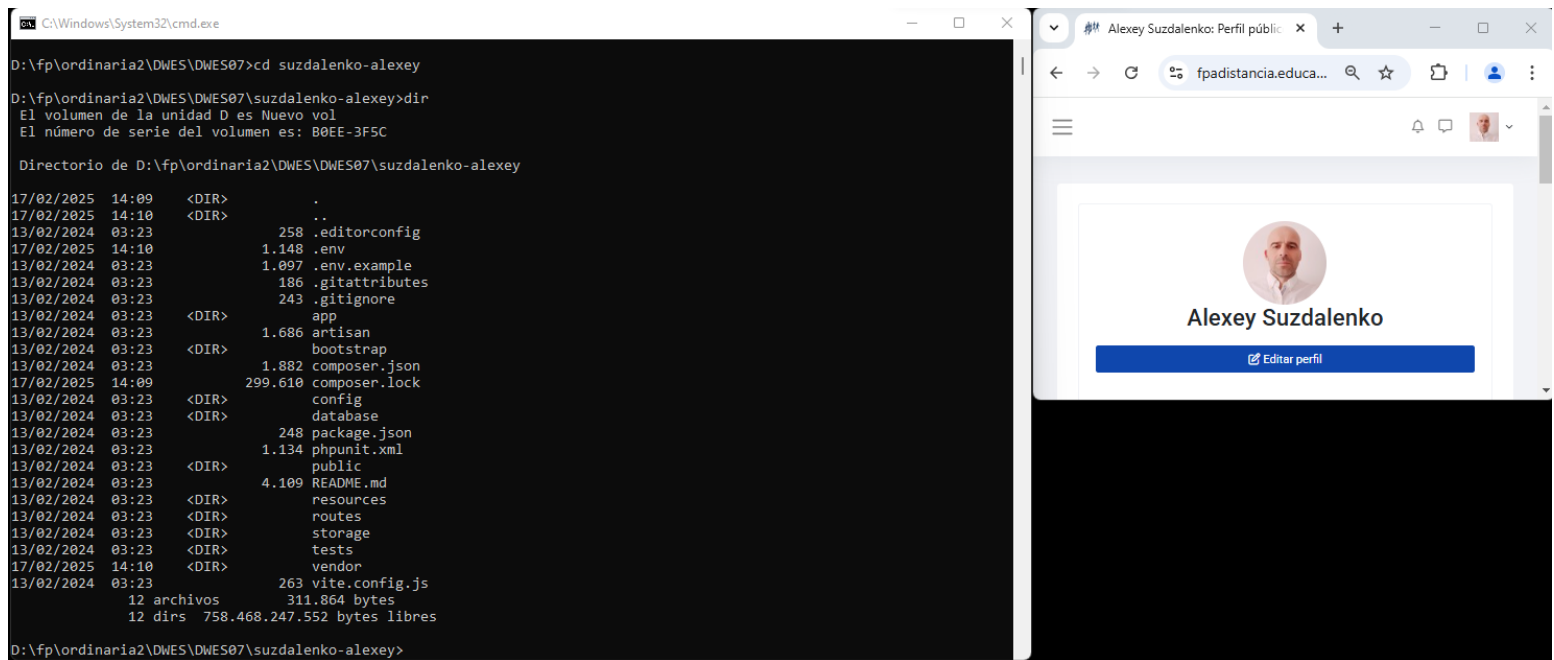 C:\Windows\System32\cmd.exe
D:\fp\ordinaria2\DWES\DWES07>cd suzdalenko-alexey
D:\fp\ordinaria2\DWES\DWES07\suzdalenko-alexey>dir
El volumen de la unidad D es Nuevo vol
El número de serie del volumen es: B0EE-3F5C
Directorio de D:\fp\ordinaria2\DWES\DWES07\suzdalenko-alexey
17/02/2025 14:09 <DIR> .
17/02/2025 14:10 <DIR> ..
13/02/2024 03:23 258 .editorconfig
17/02/2025 14:10 1.148 .env
13/02/2024 03:23 1.097 .env.example
13/02/2024 03:23 186 .gitattributes
13/02/2024 03:23 243 .gitignore
13/02/2024 03:23 <DIR> app
13/02/2024 03:23 1.686 artisan
13/02/2024 03:23 <DIR> bootstrap
13/02/2024 03:23 1.882 composer.json
17/02/2025 14:09 299.610 composer.lock
13/02/2024 03:23 <DIR> config
13/02/2024 03:23 <DIR> database
13/02/2024 03:23 248 package.json
13/02/2024 03:23 1.134 phpunit.xml
13/02/2024 03:23 <DIR> public
13/02/2024 03:23 4.109 README.md
13/02/2024 03:23 <DIR> resources
13/02/2024 03:23 <DIR> routes
13/02/2024 03:23 <DIR> storage
13/02/2024 03:23 <DIR> tests
17/02/2025 14:10 <DIR> vendor
13/02/2024 03:23 263 vite.config.js
12 archivos 311.864 bytes
12 dirs 758.468.247.552 bytes libres
D:\fp\ordinaria2\DWES\DWES07\suzdalenko-alexey>
Alexey Suzdalenko: Perfil públic
fpadistancia.educa...
Alexey Suzdalenko
Editar perfil